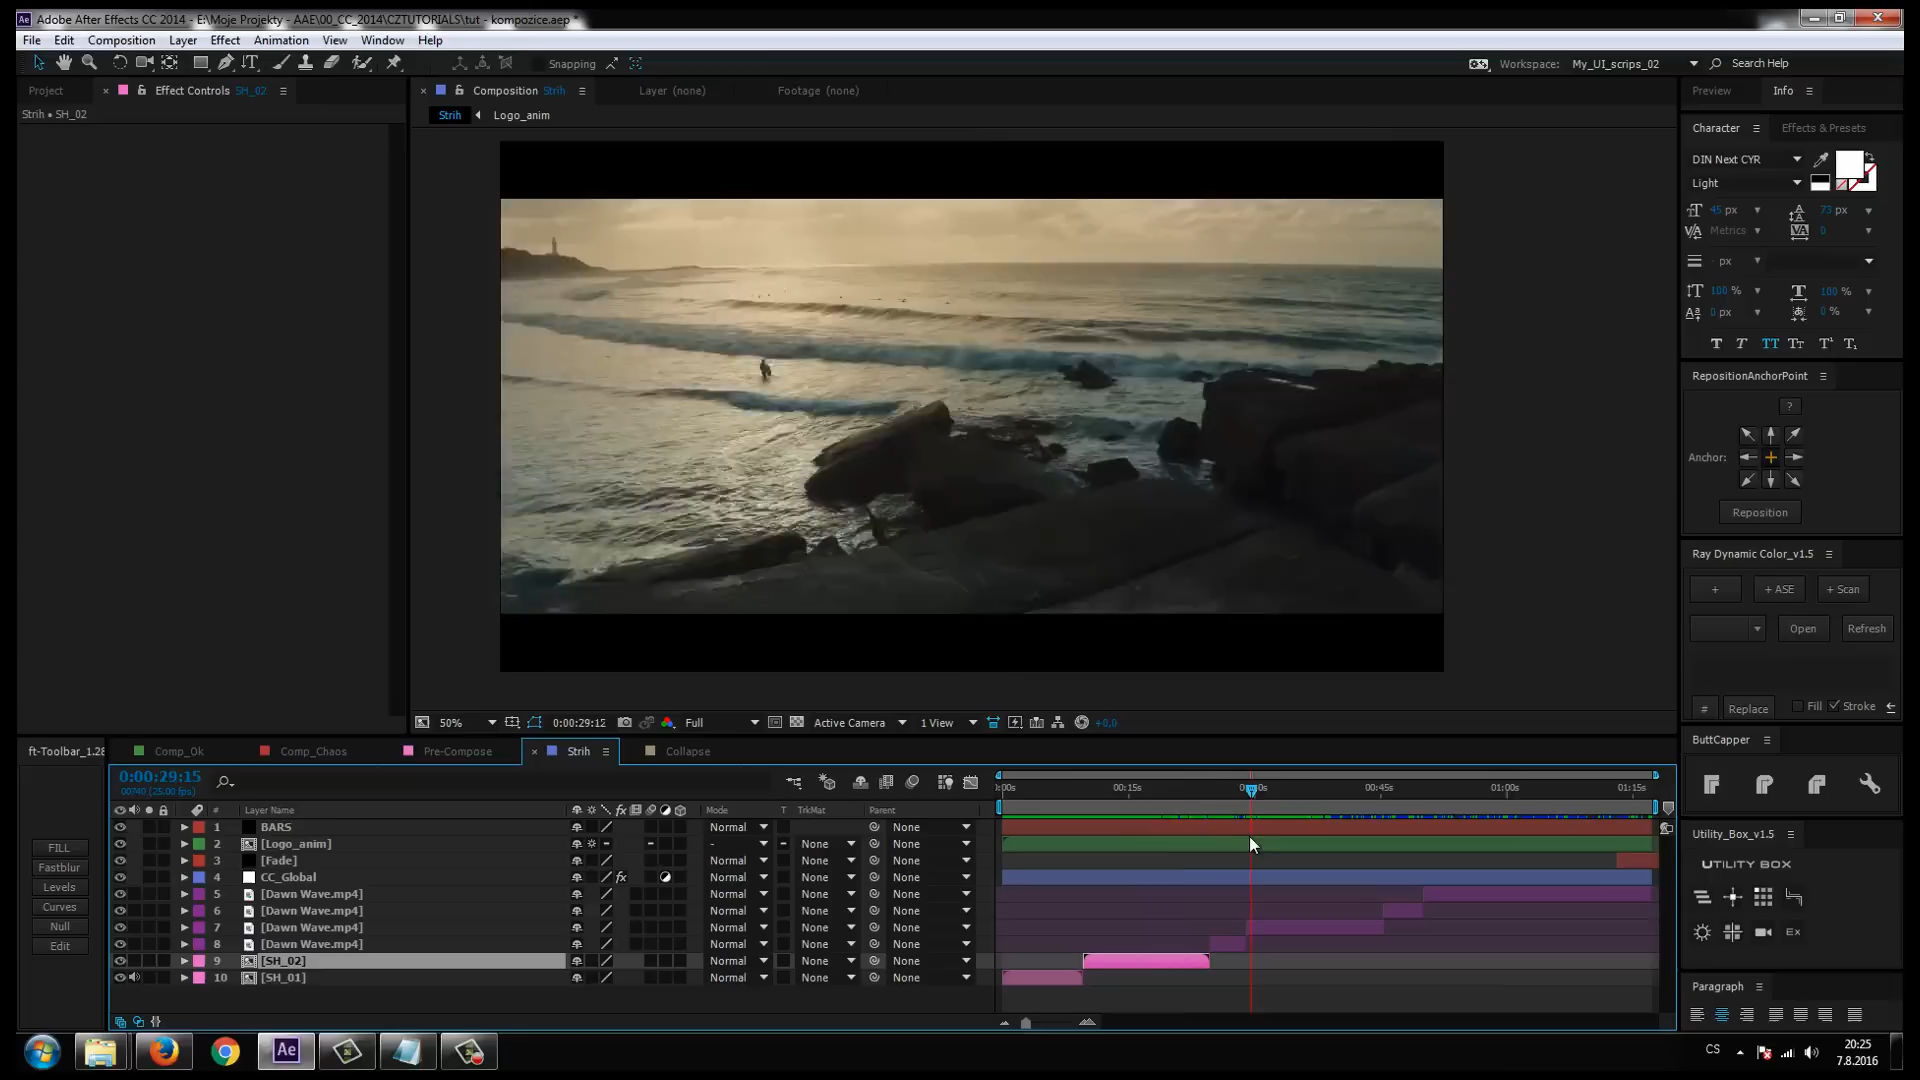 Adobe After Effects CC 2014 - E:\Moje Projekty - AAE\00_CC_2014\CZTUTORIALS\tut - kompozice.aep *
File Edit Composition Layer Effect Animation View Window Help
Snapping Workspace: My_UI_scrips_02 Search Help
Project Effect Controls SH_02 Composition Strih Layer (none) Footage (none) Preview Info
Strih • SH_02 Strih Logo_anim
Character Effects & Presets
DIN Next CYR
Light
45 px 73 px
Metrics 0
- px
100 % 100 %
0 px 0 %
T T TT Tт T¹ T₁
RepositionAnchorPoint
?
Anchor:
Reposition
Ray Dynamic Color_v1.5
+ + ASE + Scan
Open Refresh
# Replace Fill Stroke
50% 0:00:29:12 Full Active Camera 1 View +0,0
ButtCapper
ft-Toolbar_1.28 Comp_Ok Comp_Chaos Pre-Compose Strih Collapse
0:00:29:15
00740 (25.00 fps)
00:15s 00:45s 01:00s 01:15s
# Layer Name Mode T TrkMat Parent
1 BARS Normal None
2 [Logo_anim] - None None
3 [Fade] Normal None None
4 CC_Global Normal None None
5 [Dawn Wave.mp4] Normal None None
6 [Dawn Wave.mp4] Normal None None
7 [Dawn Wave.mp4] Normal None None
8 [Dawn Wave.mp4] Normal None None
9 [SH_02] Normal None None
10 [SH_01] Normal None None
FILL
Fastblur
Levels
Curves
Null
Edit
Utility_Box_v1.5
UTILITY BOX
Ex
Paragraph
Ae
CS 20:25
7.8.2016